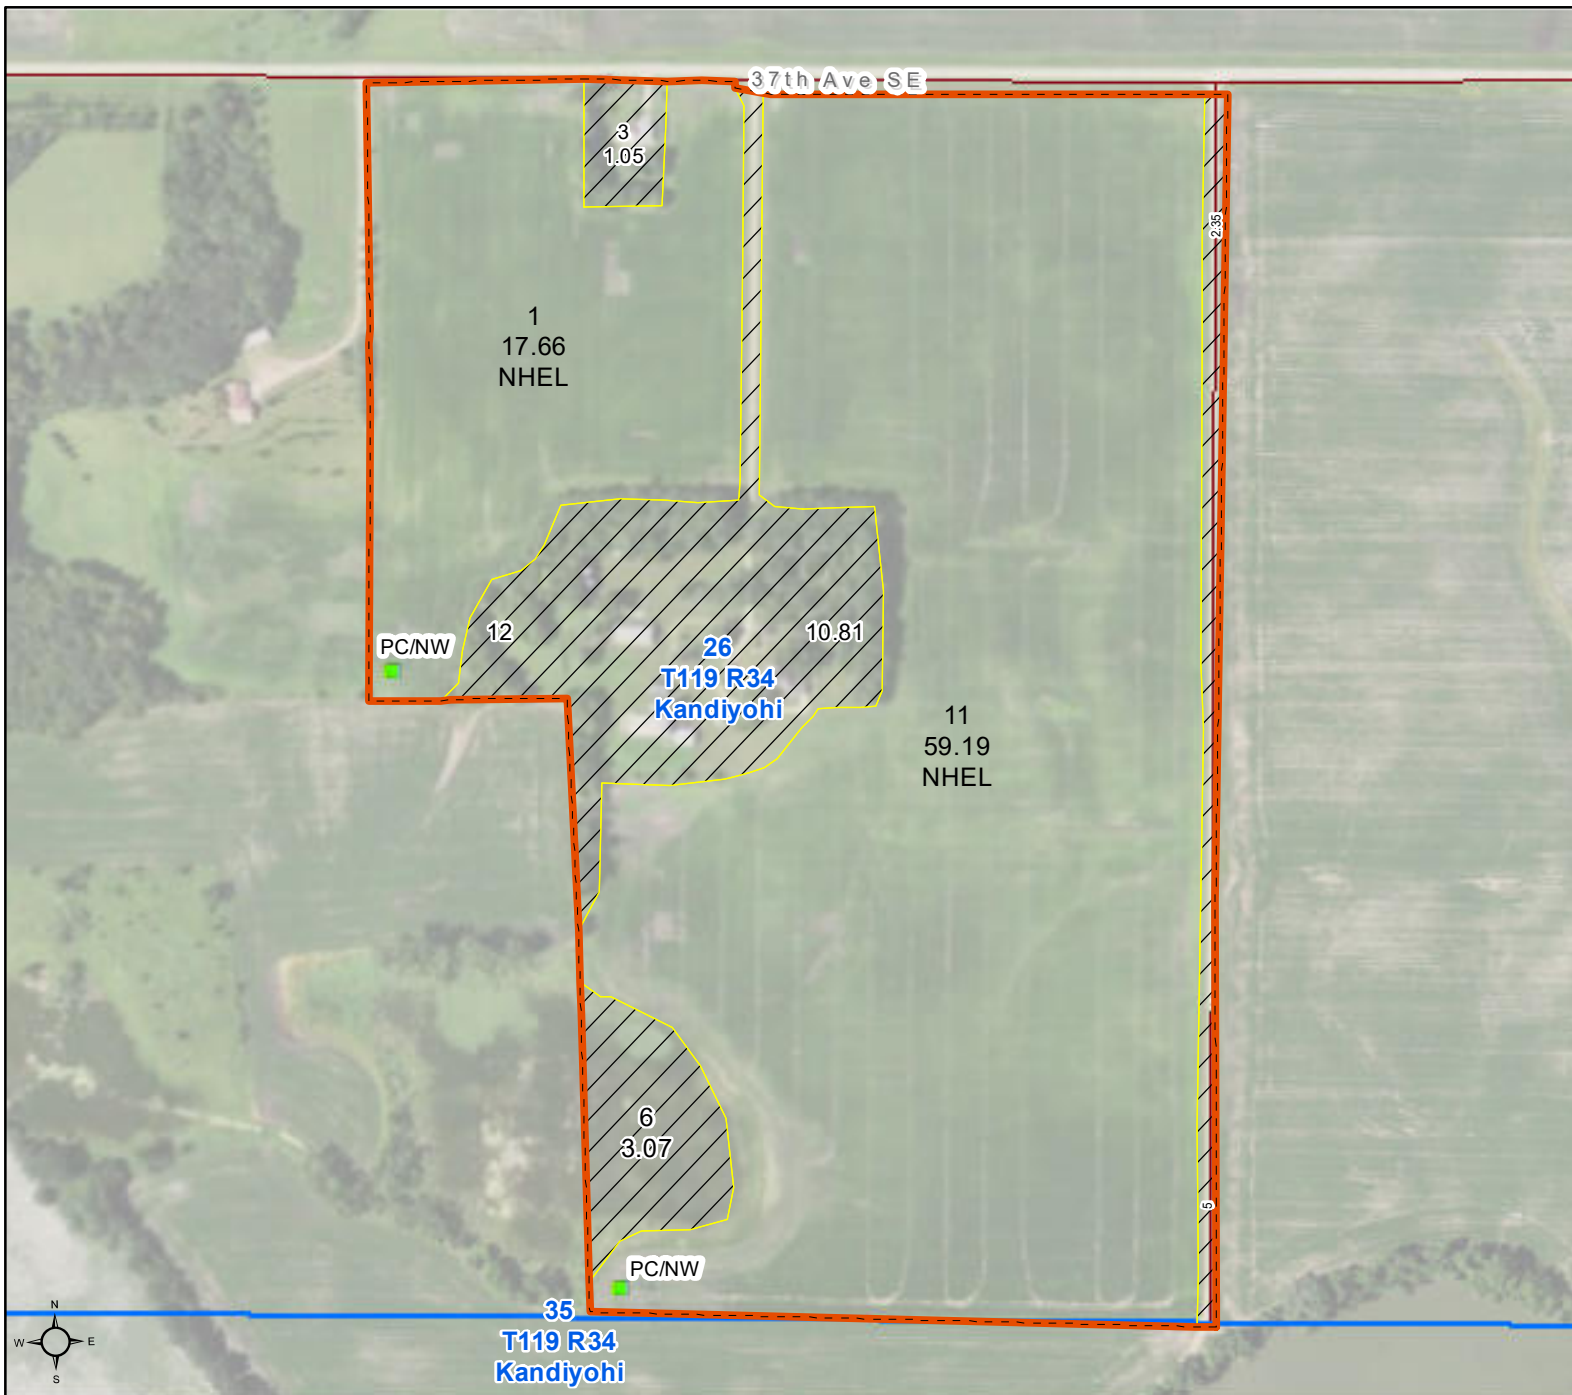 37th Ave SE
3
1.05
2.35
1
17.66
NHEL
12
10.81
PC/NW
26
T119 R34
Kandiyohi
11
59.19
NHEL
6
3.07
5
PC/NW
35
T119 R34
Kandiyohi
N
W
E
S